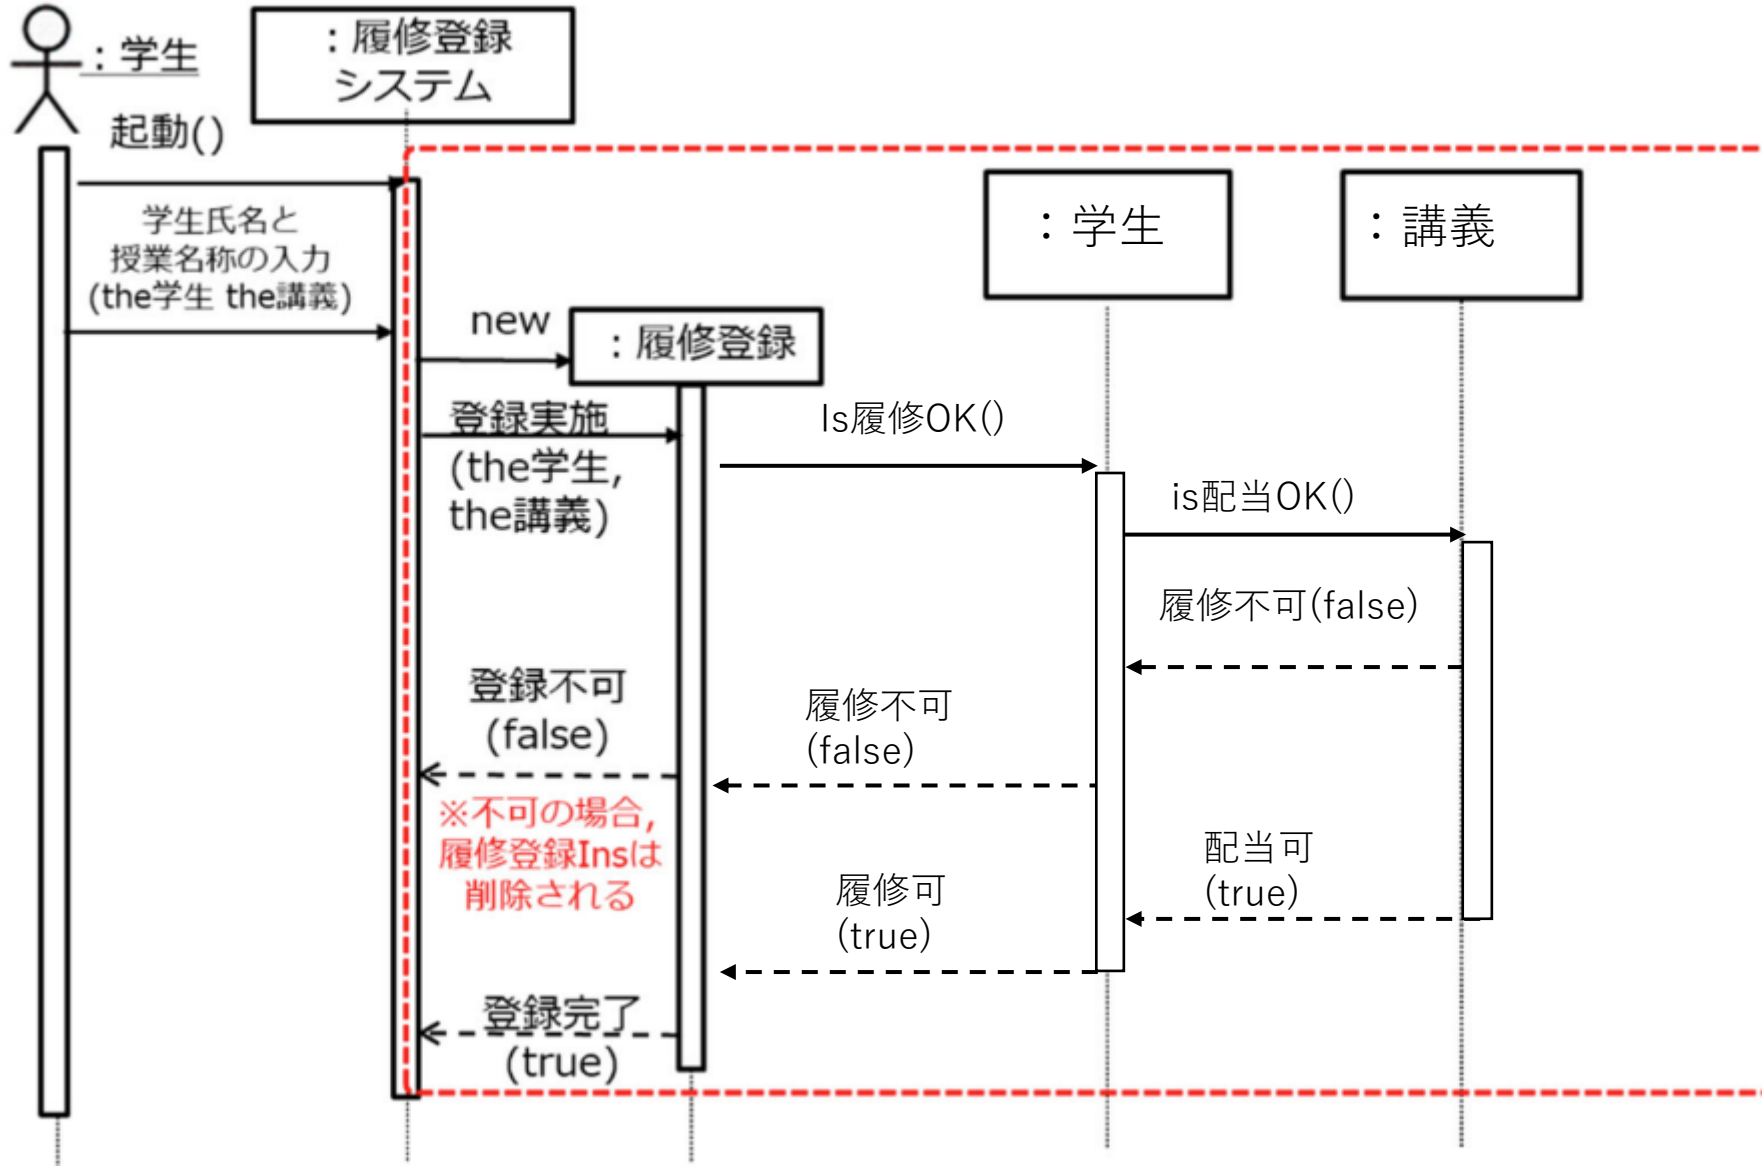 ：学生
：履修登録
システム
起動()
学生氏名と
授業名称の入力
(the学生 the講義)
：学生
：講義
new
：履修登録
登録実施
(the学生,
the講義)
Is履修OK()
is配当OK()
履修不可(false)
登録不可
(false)
履修不可
(false)
※不可の場合,
履修登録Insは
削除される
配当可
(true)
履修可
(true)
登録完了
(true)